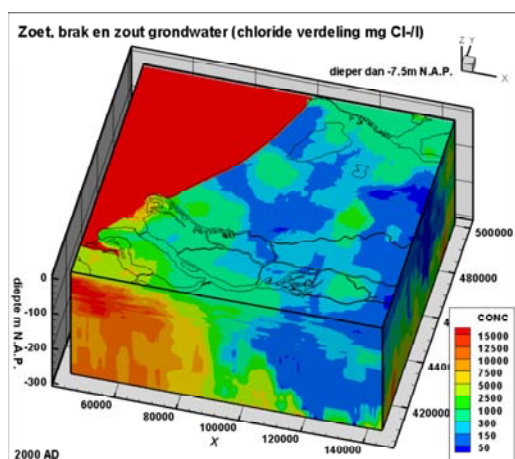 Zoet, brak en zout grondwater (chloride verdeling mg Cl-/l)
dieper dan -7.5m N.A.P.
Z
Y
X
500000
480000
420000
diepte m N.A.P.
0
-100
-200
-300
60000
80000
100000
120000
140000
X
2000 AD
CONC
15000
12500
10000
7500
5000
2500
1000
300
150
50